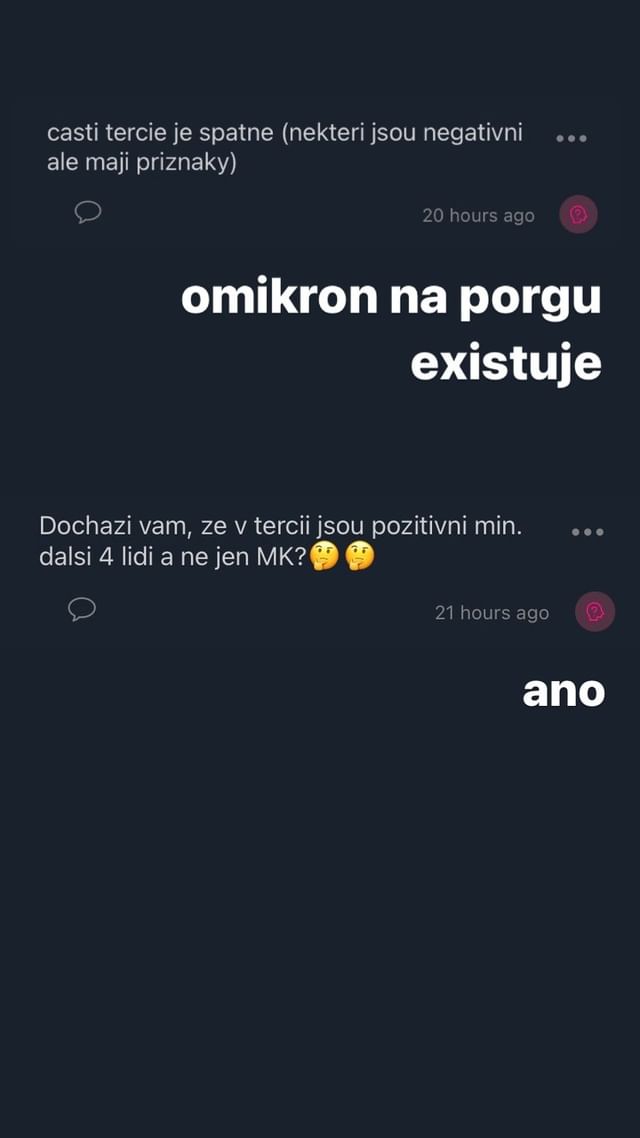 casti tercie je spatne (nekteri jsou negativni
ale maji priznaky)
20 hours ago
omikron na porgu
existuje
Dochazi vam, ze v tercii jsou pozitivni min.
dalsi 4 lidi a ne jen MK?🤔🤔
21 hours ago
ano